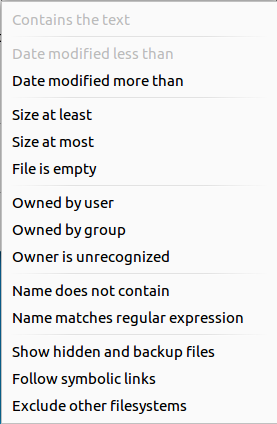 Contains the text
Date modified less than
Date modified more than
Size at least
Size at most
File is empty
Owned by user
Owned by group
Owner is unrecognized
Name does not contain
Name matches regular expression
Show hidden and backup files
Follow symbolic links
Exclude other filesystems